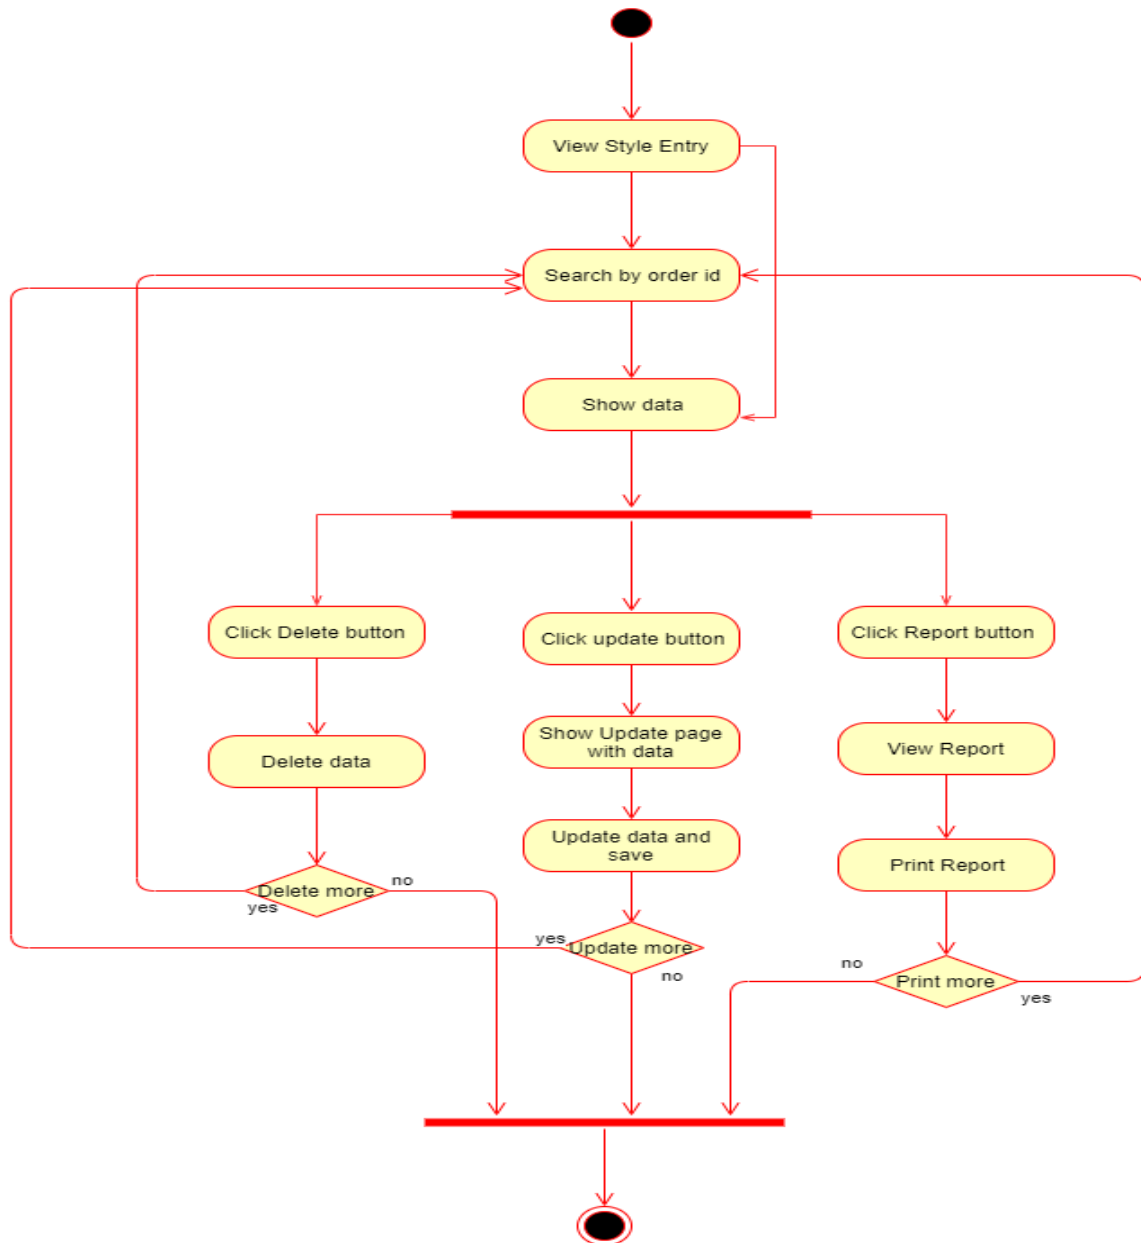 View Style Entry
Search by order id
Show data
Click Delete button
Click update button
Click Report button
Show Update page
with data
View Report
Delete data
Update data and
save
Print Report
Delete more
no
yes
yes
Update more
no
no
Print more
yes